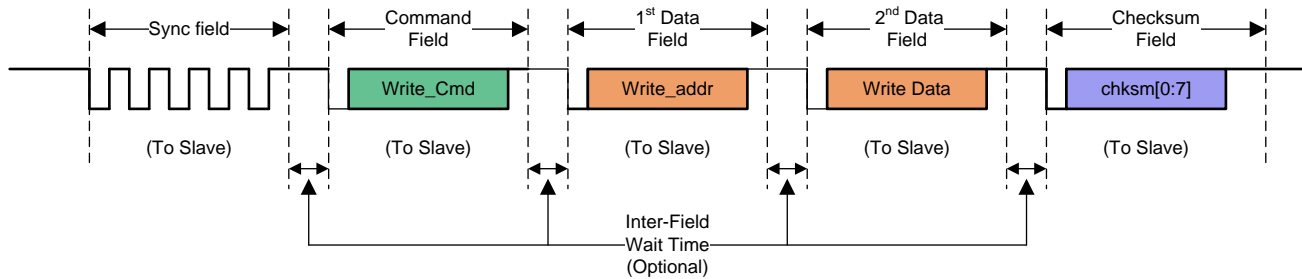 Sync field
Command
Field
1st Data
Field
2nd Data
Field
Checksum
Field
Write_Cmd
Write_addr
Write Data
chksm[0:7]
(To Slave)
(To Slave)
(To Slave)
(To Slave)
(To Slave)
Inter-Field
Wait Time
(Optional)